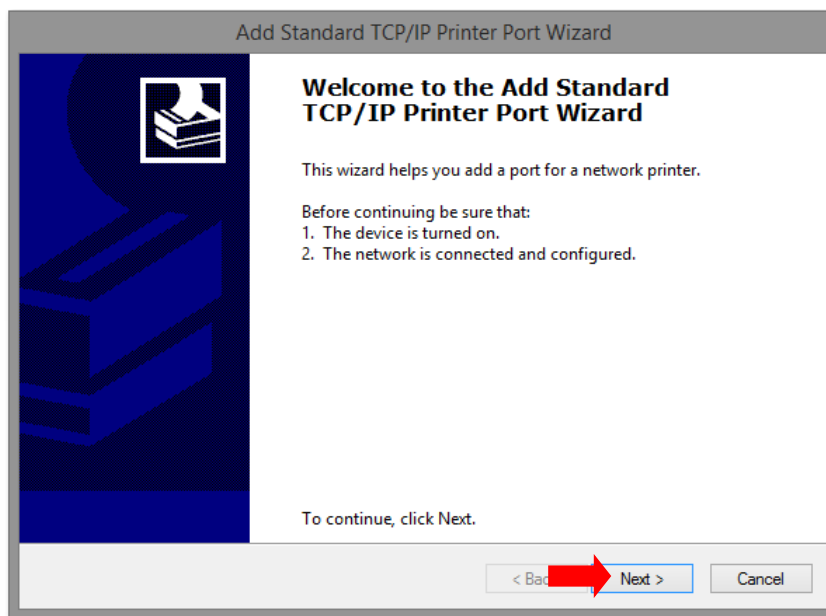 Add Standard TCP/IP Printer Port Wizard
Welcome to the Add Standard
TCP/IP Printer Port Wizard
This wizard helps you add a port for a network printer.
Before continuing be sure that:
1. The device is turned on.
2. The network is connected and configured.
To continue, click Next.
< Bac
Next >
Cancel